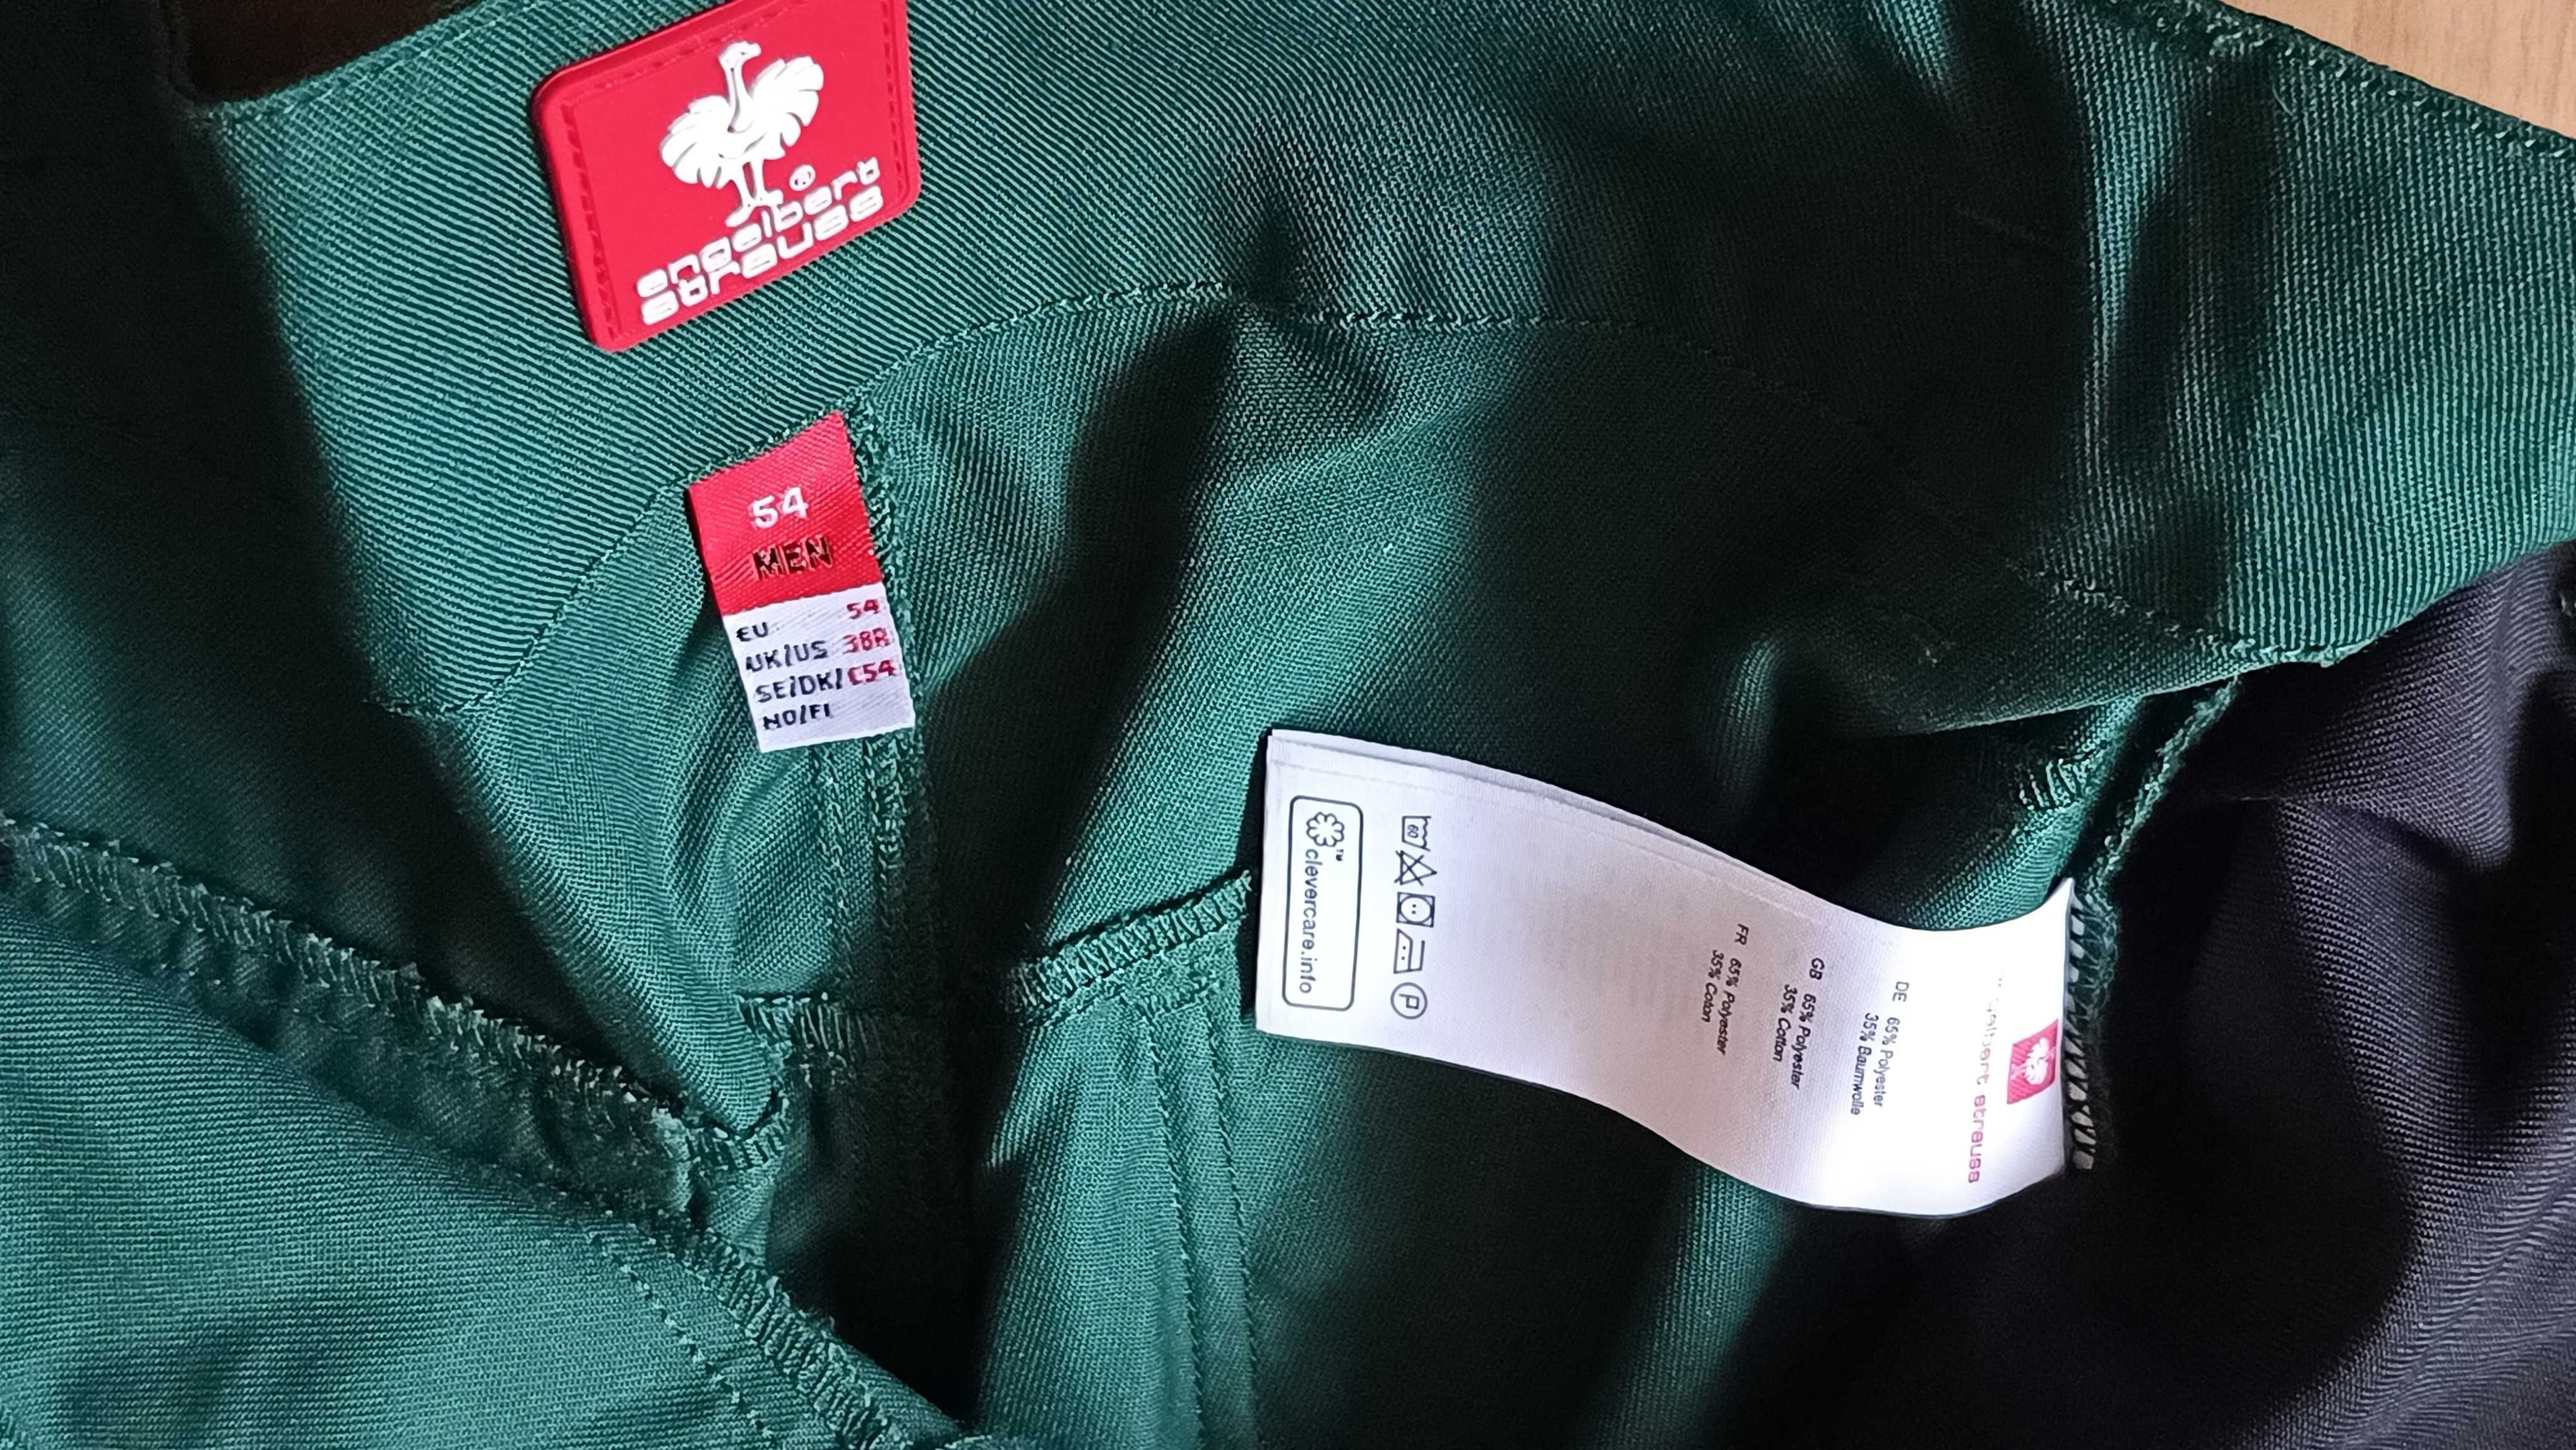 engelbert
strauss
54
MEN
EU 54
UK/US 38R
SE/DK/ C54
NO/FI
strauss
DE 65% Polyester
35% Baumwolle
GB 65% Polyester
35% Cotton
FR 65% Polyester
35% Coton
60
P
clevercare.info